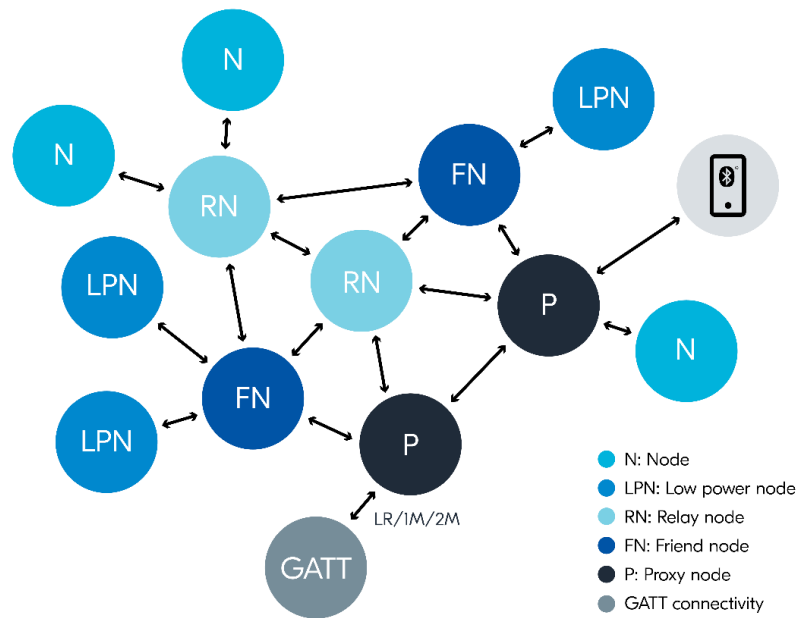 N
LPN
N
FN
RN
LPN
RN
P
N
FN
LPN
P
LR/1M/2M
GATT
N: Node
LPN: Low power node
RN: Relay node
FN: Friend node
P: Proxy node
GATT connectivity